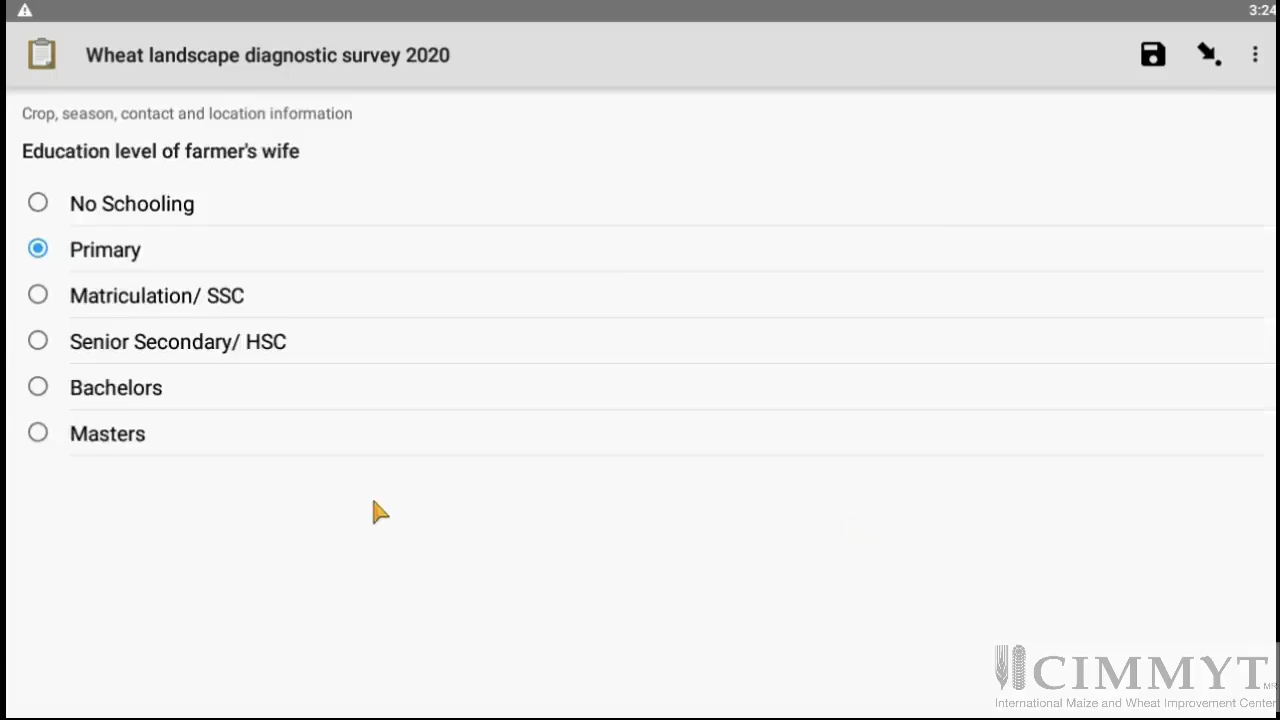 3:24
Wheat landscape diagnostic survey 2020
Crop, season, contact and location information
Education level of farmer's wife
No Schooling
Primary
Matriculation/ SSC
Senior Secondary/ HSC
Bachelors
Masters
CIMMYT
International Maize and Wheat Improvement Center